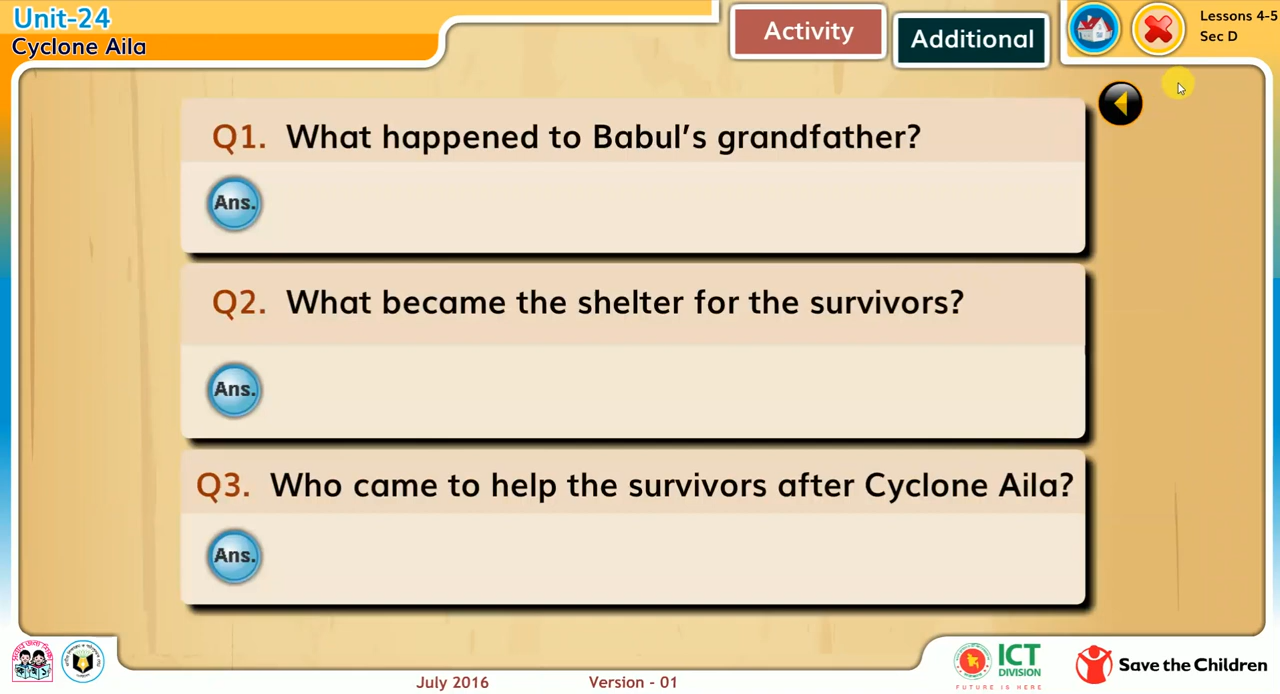 Unit-24
Cyclone Aila
Activity
Additional
Lessons 4-5
Sec D
Q1. What happened to Babul's grandfather?
Ans.
Q2. What became the shelter for the survivors?
Ans.
Q3. Who came to help the survivors after Cyclone Aila?
Ans.
July 2016
Version - 01
ICT
DIVISION
FUTURE IS HERE
Save the Children